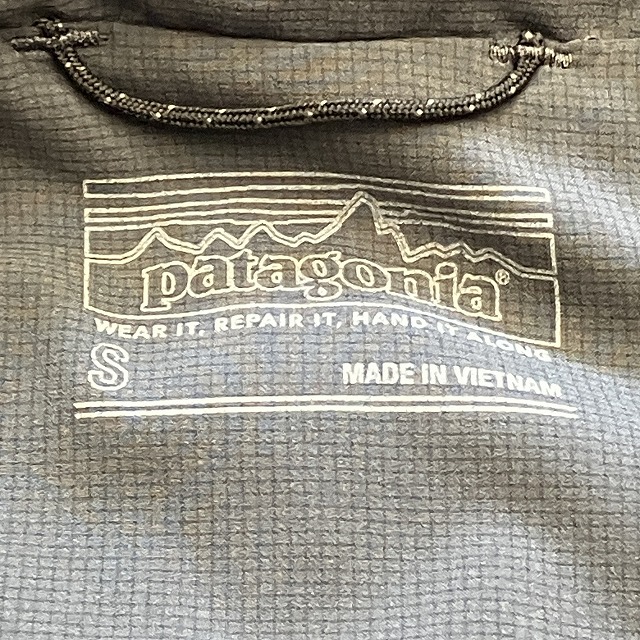 patagonia®
WEAR IT, REPAIR IT, HAND IT ALONG
S
MADE IN VIETNAM